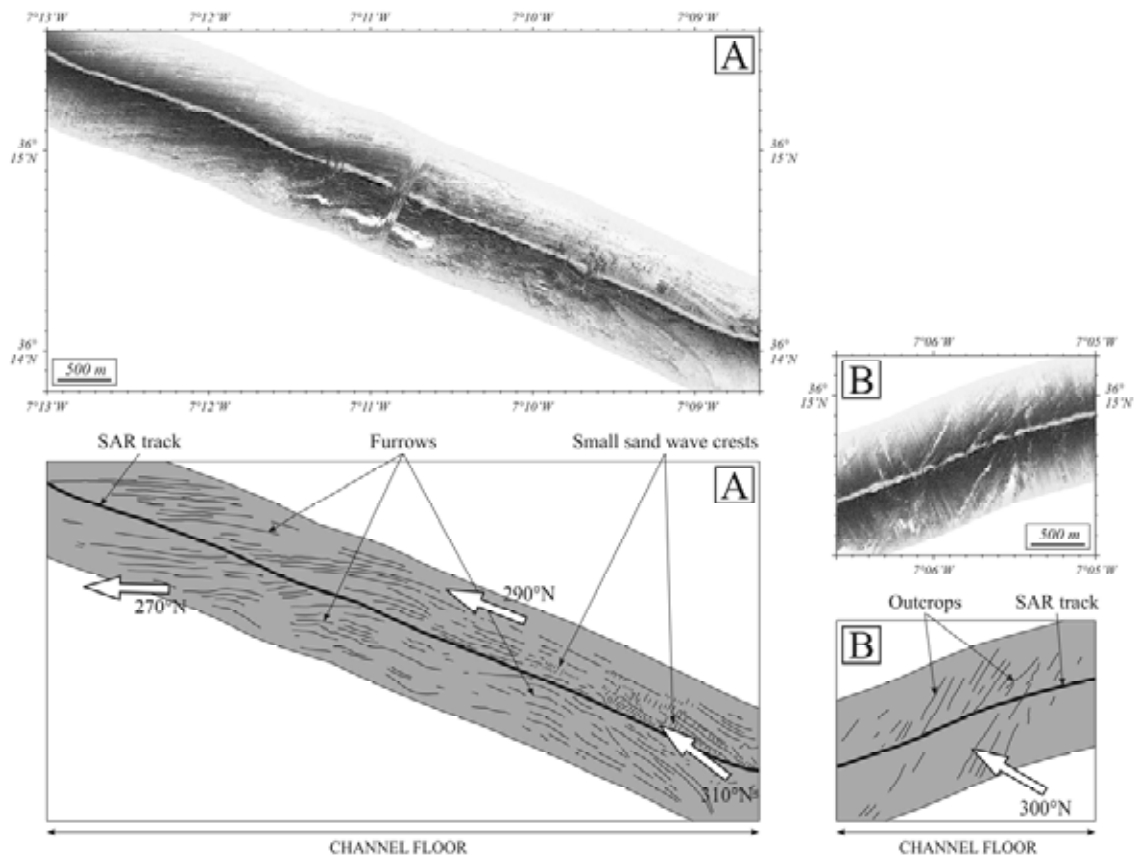 7°13'W 7°12'W 7°11'W 7°10'W 7°09'W
A
36°
15'N
36°
15'N
36°
14'N
36°
14'N
500 m
7°13'W 7°12'W 7°11'W 7°10'W 7°09'W
7°06'W 7°05'W
B
36°
15'N
36°
15'N
500 m
7°06'W 7°05'W
SAR track Furrows Small sand wave crests
A
290°N
270°N
310°N
CHANNEL FLOOR
Outcrops SAR track
B
300°N
CHANNEL FLOOR